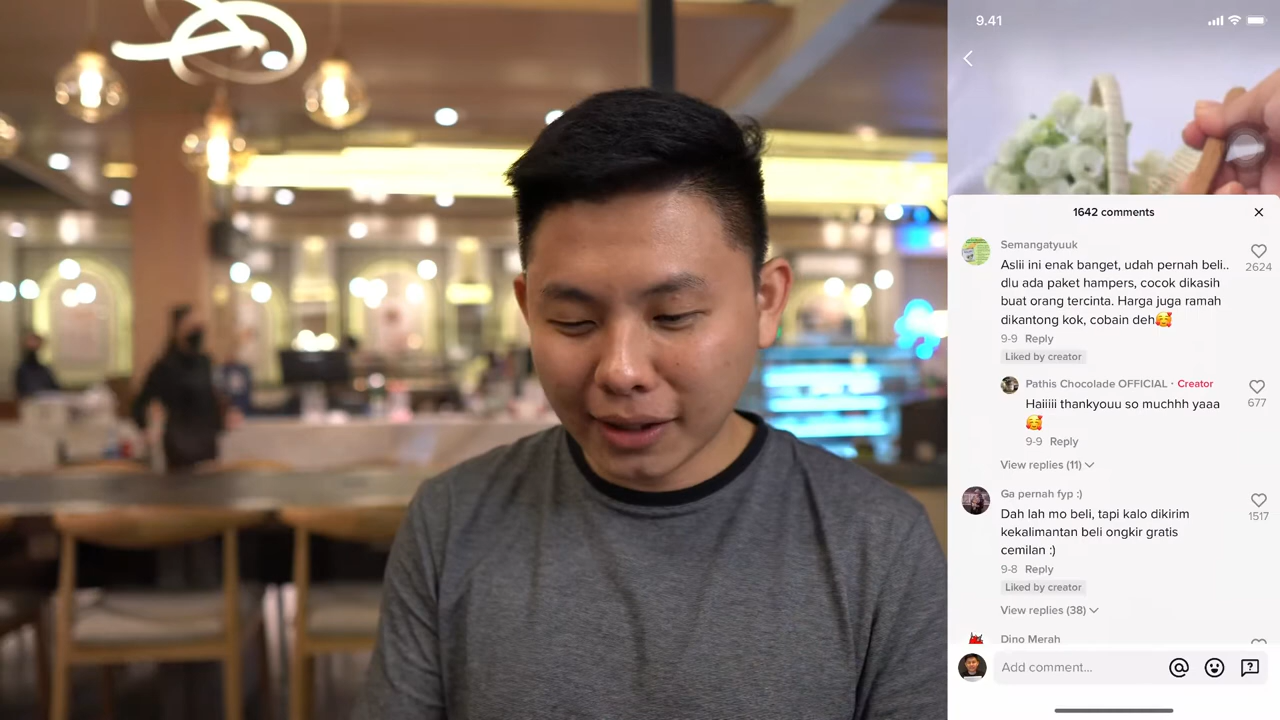 9.41
1642 comments
Semangatyuuk
Aslii ini enak banget, udah pernah beli..
dlu ada paket hampers, cocok dikasih
buat orang tercinta. Harga juga ramah
dikantong kok, cobain deh🥰
2624
9-9 Reply
Liked by creator
Pathis Chocolade OFFICIAL · Creator
Haiiiii thankyouu so muchhh yaaa
🥰
677
9-9 Reply
View replies (11)
Ga pernah fyp :)
Dah lah mo beli, tapi kalo dikirim
kekalimantan beli ongkir gratis
cemilan :)
1517
9-8 Reply
Liked by creator
View replies (38)
Dino Merah
Add comment...